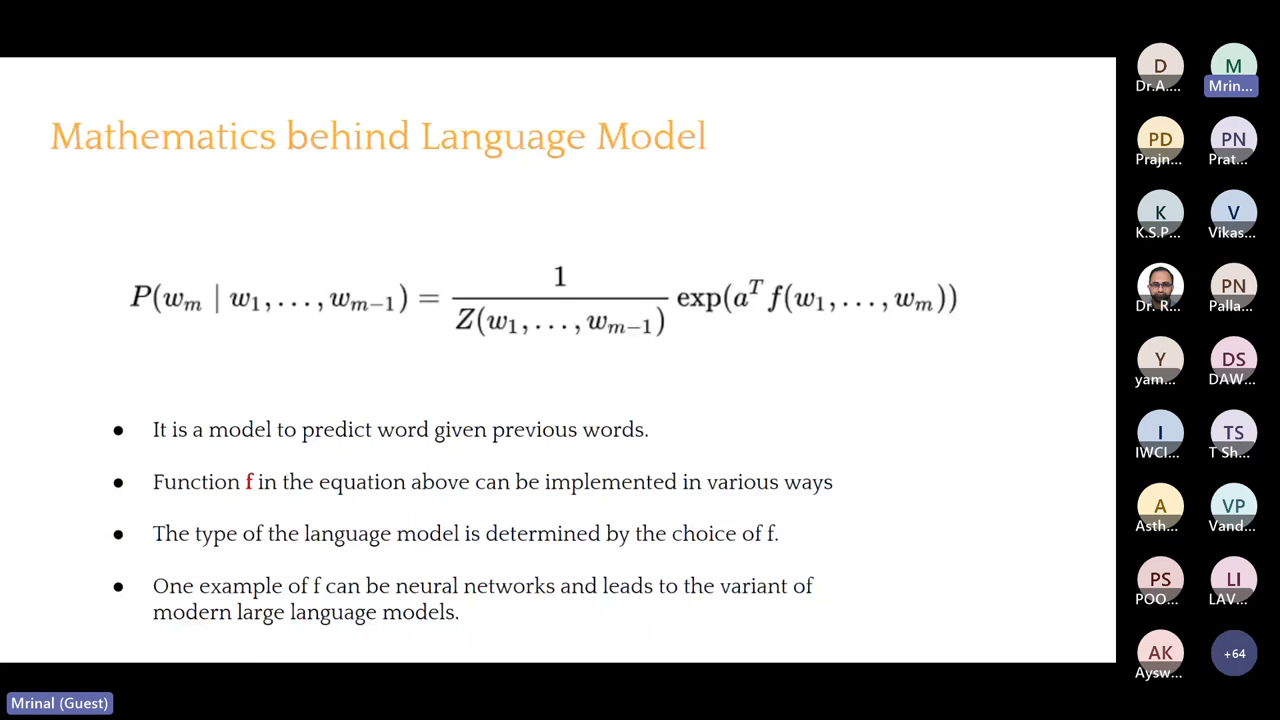 Mathematics behind Language Model
P(w_m | w_1, . . . , w_{m−1}) = \frac{1}{Z(w_1, . . . , w_{m−1})} exp(a^T f(w_1, . . . , w_m))
● It is a model to predict word given previous words.
● Function f in the equation above can be implemented in various ways
● The type of the language model is determined by the choice of f.
● One example of f can be neural networks and leads to the variant of
modern large language models.
Mrinal (Guest)
D
Dr.A....
M
Mrin...
PD
Prajn...
PN
Prat...
K
K.S.P...
V
Vikas...
Dr. R...
PN
Palla...
Y
yam...
DS
DAW...
I
IWCI...
TS
T Sh...
A
Asth...
VP
Vand...
PS
POO...
LI
LAV...
AK
Aysw...
+64